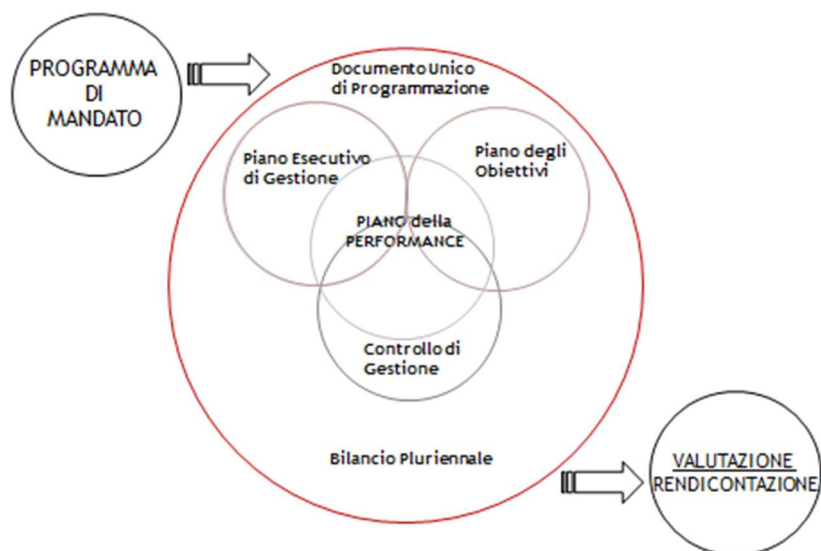 PROGRAMMA
DI
MANDATO
Documento Unico
di Programmazione
Piano Esecutivo
di Gestione
Piano degli
Obiettivi
PIANO della
PERFORMANCE
Controllo di
Gestione
Bilancio Pluriennale
VALUTAZIONE
RENDICONTAZIONE